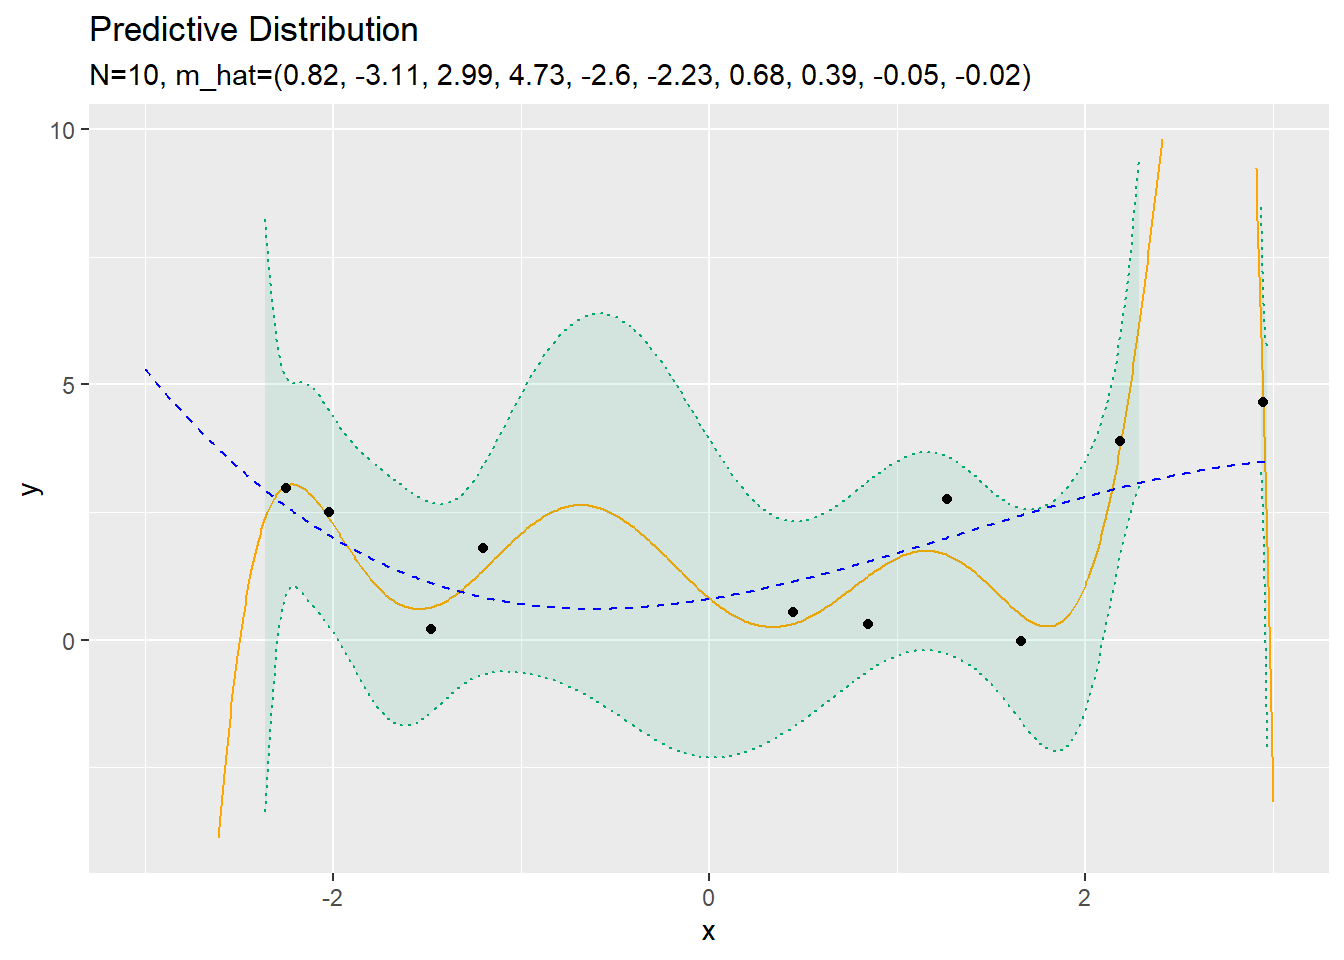 Predictive Distribution
N=10, m_hat=(0.82, -3.11, 2.99, 4.73, -2.6, -2.23, 0.68, 0.39, -0.05, -0.02)
10
5
0
y
-2
0
2
x